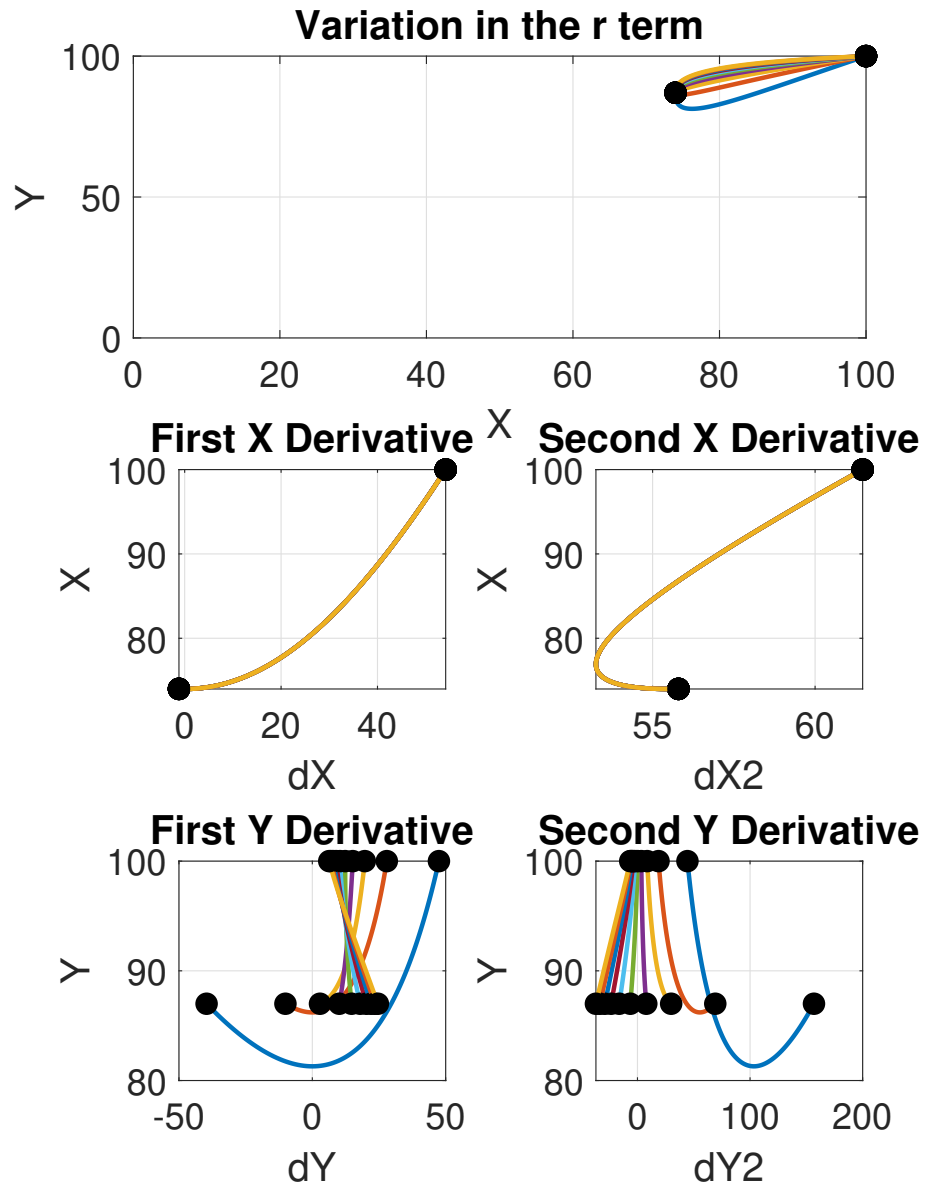 Variation in the r term
100
50
0
Y
0 20 40 60 80 100
X
First X Derivative
100
90
80
X
0 20 40
dX
Second X Derivative
100
90
80
X
55 60
dX2
First Y Derivative
100
90
80
Y
-50 0 50
dY
Second Y Derivative
100
90
80
Y
0 100 200
dY2